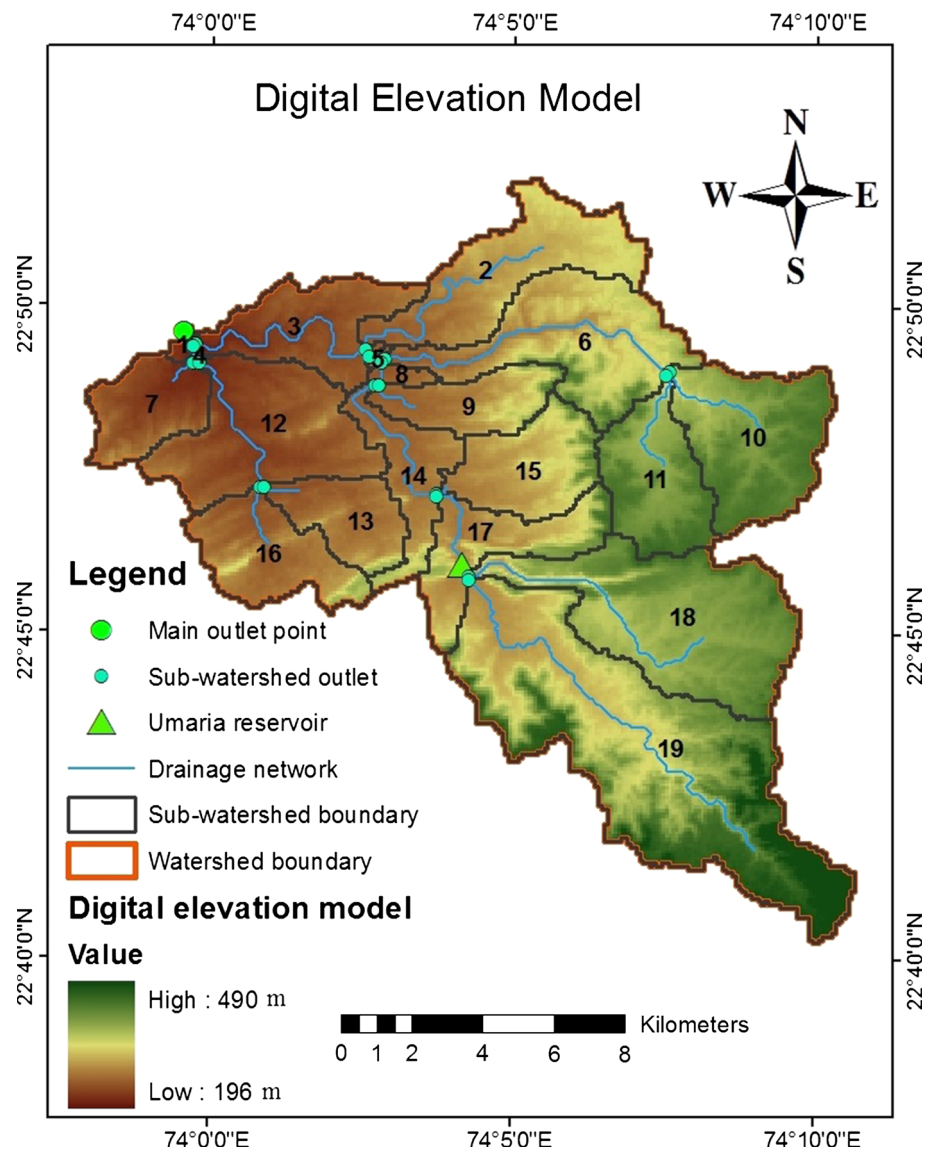 74°0'0"E 74°5'0"E 74°10'0"E
Digital Elevation Model
N
W E
S
22°50'0"N 22°50'0"N
22°45'0"N 22°45'0"N
22°40'0"N 22°40'0"N
2
3
6
1
4
5
8
7
9
12
10
15
11
14
13
17
16
18
19
Legend
Main outlet point
Sub-watershed outlet
Umaria reservoir
Drainage network
Sub-watershed boundary
Watershed boundary
Digital elevation model
Value
High : 490 m
Low : 196 m
Kilometers
0 1 2 4 6 8
74°0'0"E 74°5'0"E 74°10'0"E